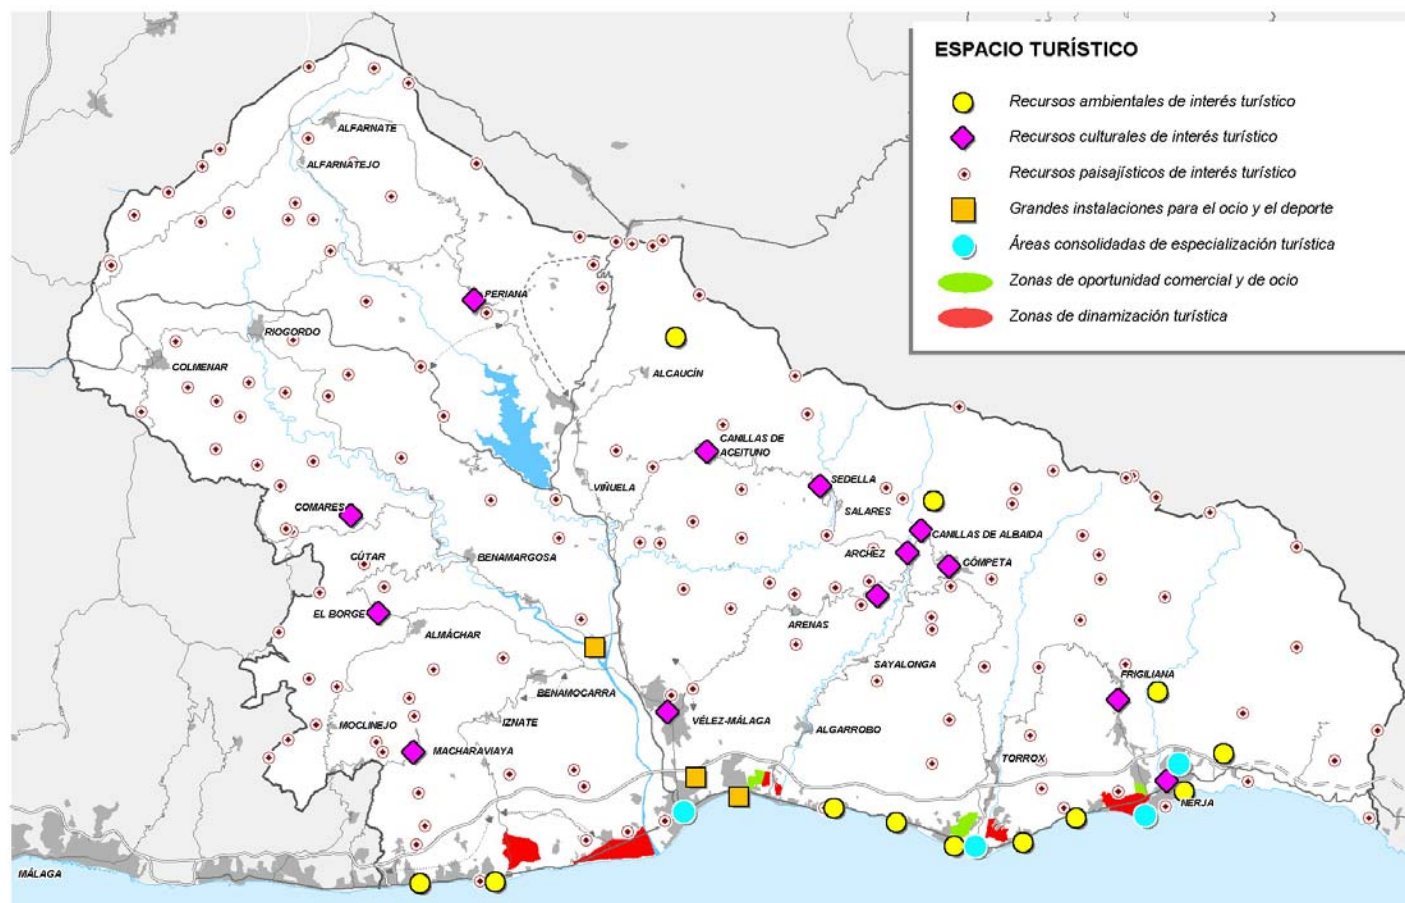 ESPACIO TURÍSTICO
Recursos ambientales de interés turístico
Recursos culturales de interés turístico
Recursos paisajísticos de interés turístico
Grandes instalaciones para el ocio y el deporte
Áreas consolidadas de especialización turística
Zonas de oportunidad comercial y de ocio
Zonas de dinamización turística
ALFARNATE
ALFARNATEJO
PERIANA
RIOGORDO
COLMENAR
ALCAUCÍN
CANILLAS DE
ACEITUNO
SEDELLA
VIÑUELA
SALARES
COMARES
CANILLAS DE ALBAIDA
CÚTAR
BENAMARGOSA
ARCHEZ
CÓMPETA
EL BORGE
ALMÁCHAR
ARENAS
SAYALONGA
FRIGILIANA
BENAMOCARRA
IZNATE
MOCLINEJO
VÉLEZ-MÁLAGA
ALGARROBO
MACHARAVIAYA
TORROX
NERJA
MÁLAGA